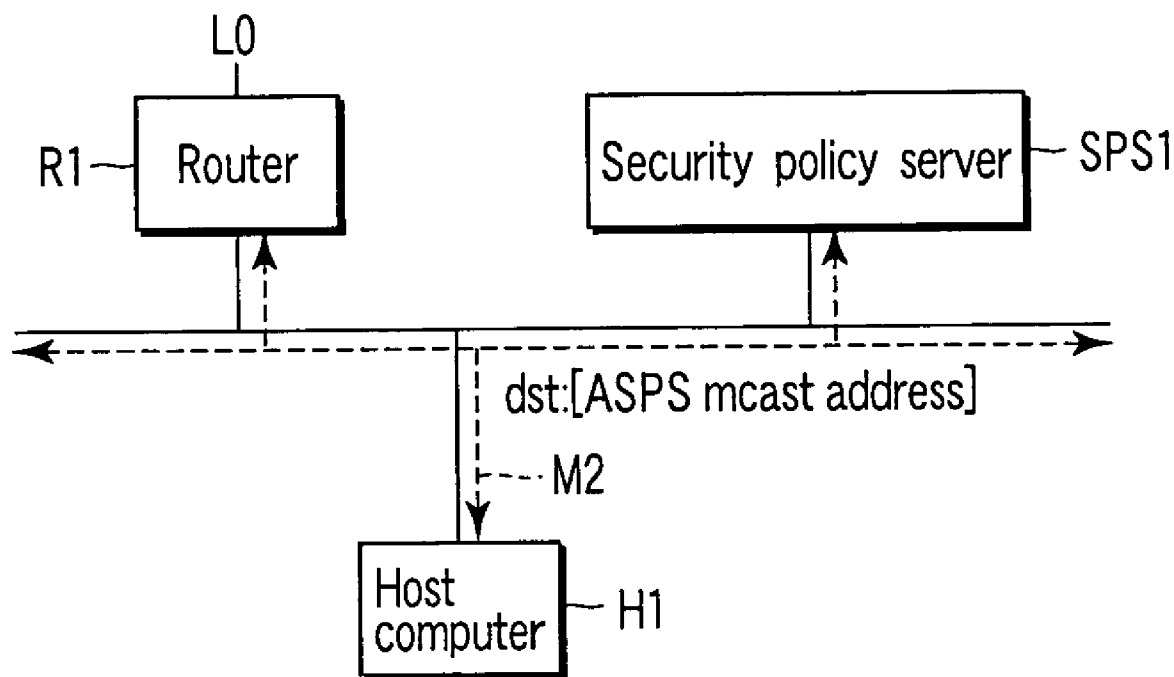 L0
R1
Router
Security policy server
SPS1
dst:[ASPS mcast address]
M2
Host
computer
H1